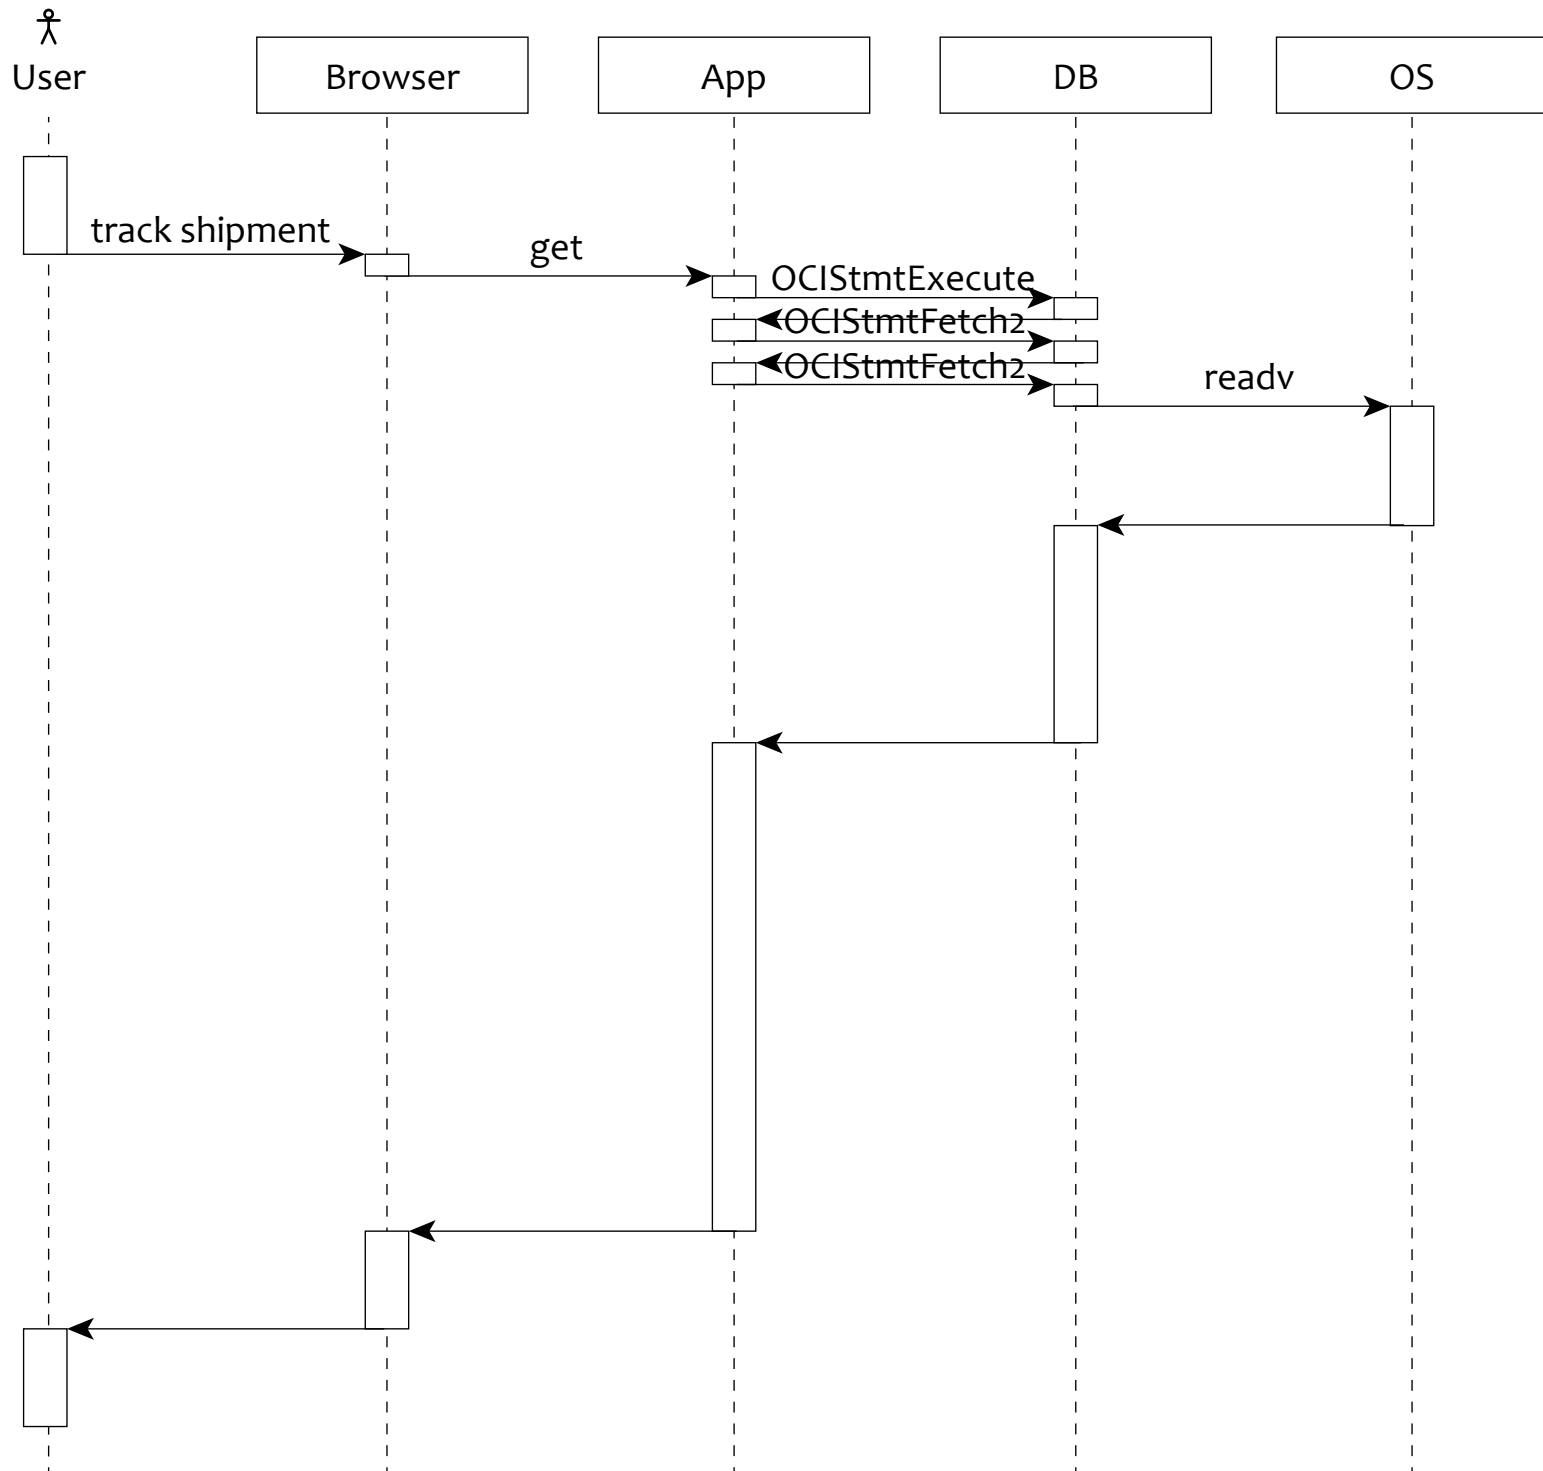 User
Browser
App
DB
OS
track shipment
get
OCIStmtExecute
OCIStmtFetch2
OCIStmtFetch2
readv